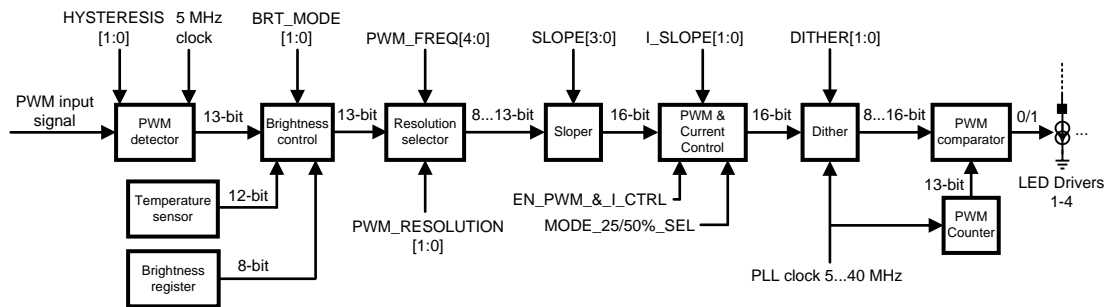 HYSTERESIS
[1:0]
5 MHz
clock
BRT_MODE
[1:0]
PWM_FREQ[4:0]
SLOPE[3:0]
I_SLOPE[1:0]
DITHER[1:0]
PWM input
signal
PWM
detector
13-bit
Brightness
control
13-bit
Resolution
selector
8...13-bit
Sloper
16-bit
PWM &
Current
Control
16-bit
Dither
8...16-bit
PWM
comparator
0/1
...
LED Drivers
1-4
Temperature
sensor
12-bit
Brightness
register
8-bit
PWM_RESOLUTION
[1:0]
EN_PWM_&_I_CTRL
MODE_25/50%_SEL
13-bit
PWM
Counter
PLL clock 5...40 MHz